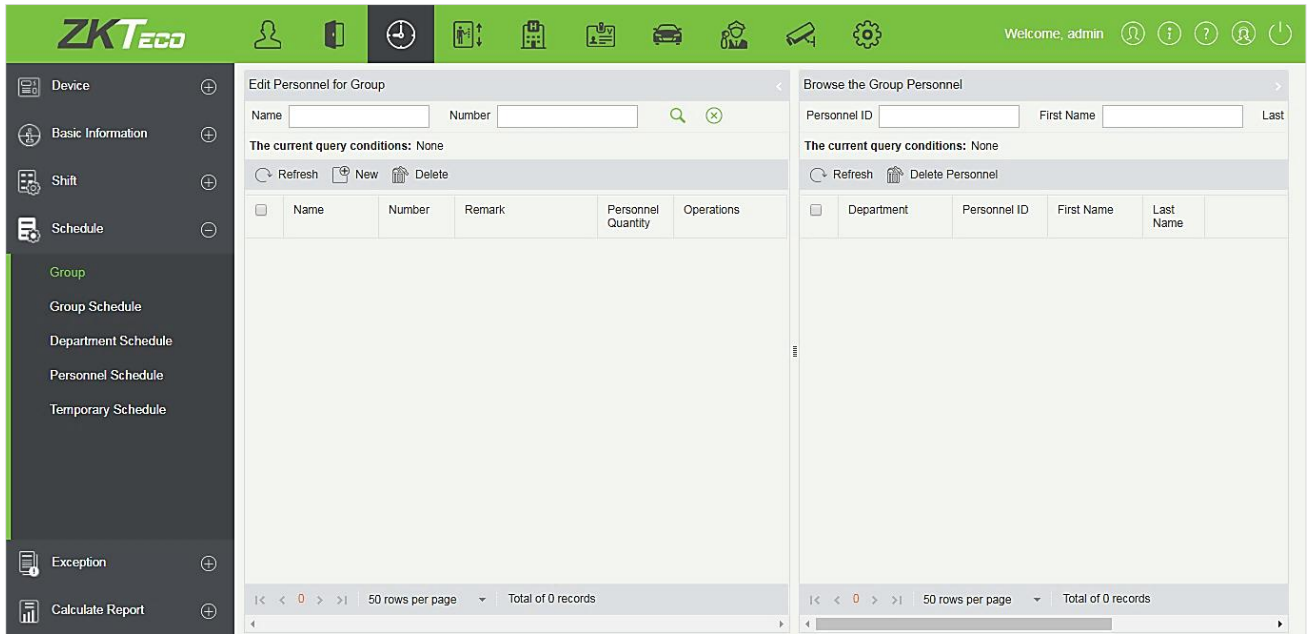 ZKTeco
Welcome, admin
Device
Basic Information
Shift
Schedule
Group
Group Schedule
Department Schedule
Personnel Schedule
Temporary Schedule
Exception
Calculate Report
Edit Personnel for Group
Name
Number
The current query conditions: None
Refresh New Delete
Name Number Remark Personnel Quantity Operations
0 50 rows per page Total of 0 records
Browse the Group Personnel
Personnel ID First Name Last
The current query conditions: None
Refresh Delete Personnel
Department Personnel ID First Name Last Name
0 50 rows per page Total of 0 records